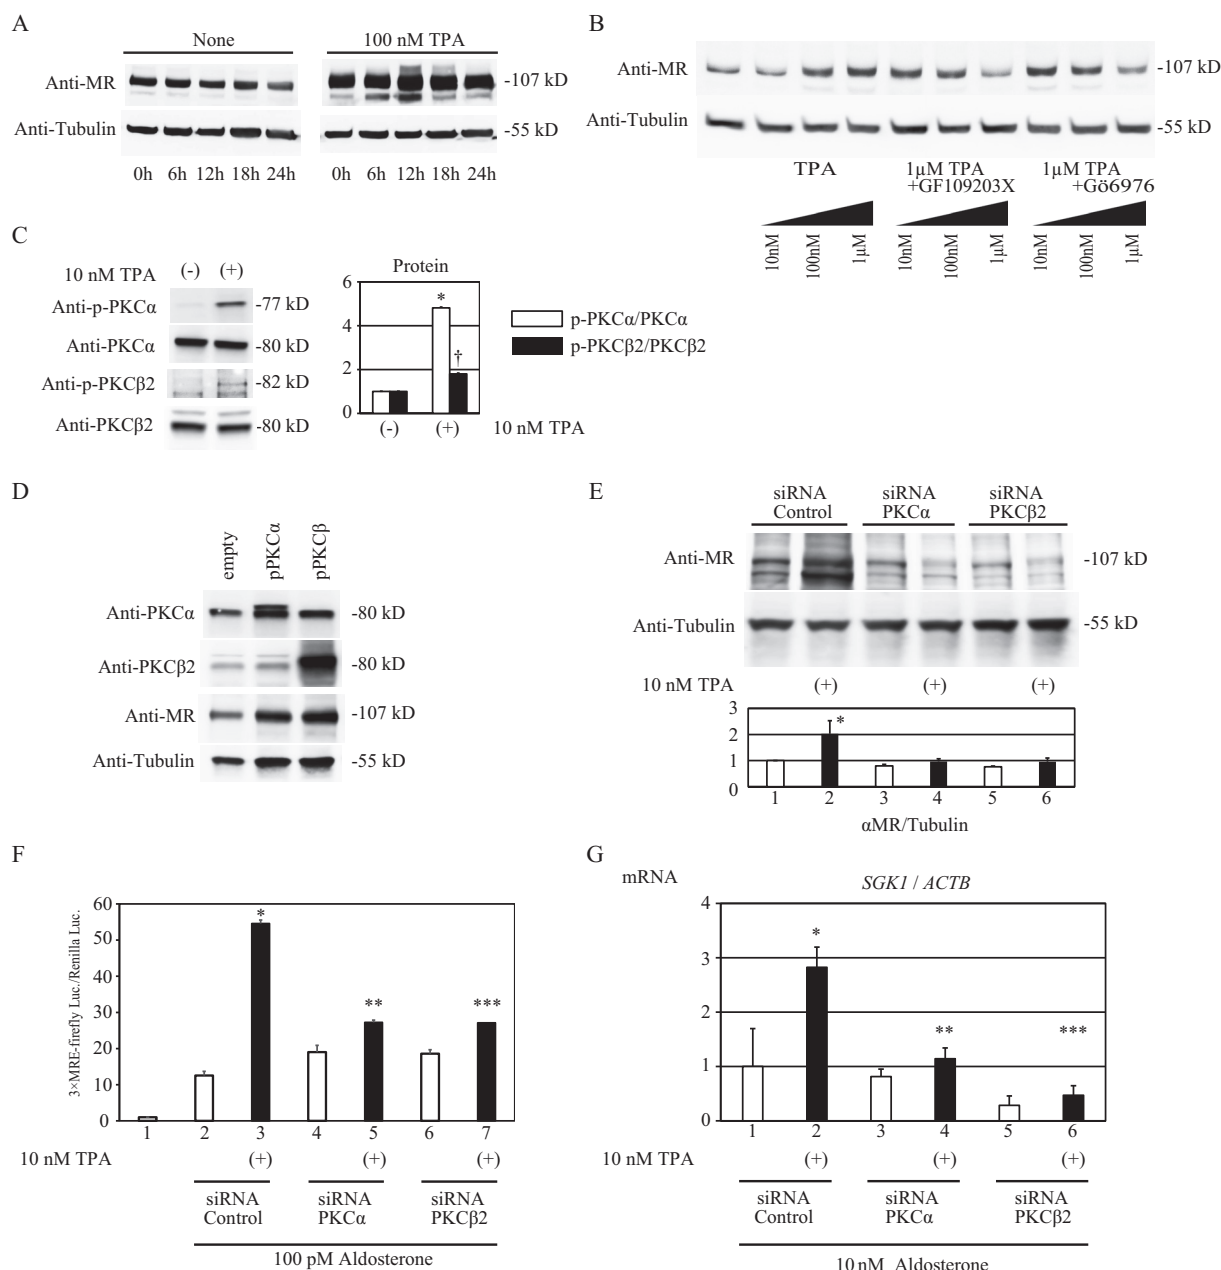 A
None
100 nM TPA
Anti-MR
-107 kD
Anti-Tubulin
-55 kD
0h 6h 12h 18h 24h
0h 6h 12h 18h 24h
B
Anti-MR
-107 kD
Anti-Tubulin
-55 kD
TPA
1μM TPA
+GF109203X
1μM TPA
+Gö6976
10nM
100nM
1μM
10nM
100nM
1μM
10nM
100nM
1μM
C
10 nM TPA (-) (+)
Anti-p-PKCα
-77 kD
Anti-PKCα
-80 kD
Anti-p-PKCβ2
-82 kD
Anti-PKCβ2
-80 kD
Protein
6
4
2
0
*
†
(-) (+) 10 nM TPA
p-PKCα/PKCα
p-PKCβ2/PKCβ2
D
empty
pPKCα
pPKCβ
Anti-PKCα
-80 kD
Anti-PKCβ2
-80 kD
Anti-MR
-107 kD
Anti-Tubulin
-55 kD
E
siRNA
Control
siRNA
PKCα
siRNA
PKCβ2
Anti-MR
-107 kD
Anti-Tubulin
-55 kD
10 nM TPA (+) (+) (+)
3
2
1
0
*
1 2 3 4 5 6
αMR/Tubulin
F
3×MRE-firefly Luc./Renilla Luc.
60
50
40
30
20
10
0
*
**
***
1 2 3 4 5 6 7
10 nM TPA (+) (+) (+)
siRNA
Control
siRNA
PKCα
siRNA
PKCβ2
100 pM Aldosterone
G
mRNA
SGK1 / ACTB
4
3
2
1
0
*
**
***
1 2 3 4 5 6
10 nM TPA (+) (+) (+)
siRNA
Control
siRNA
PKCα
siRNA
PKCβ2
10 nM Aldosterone